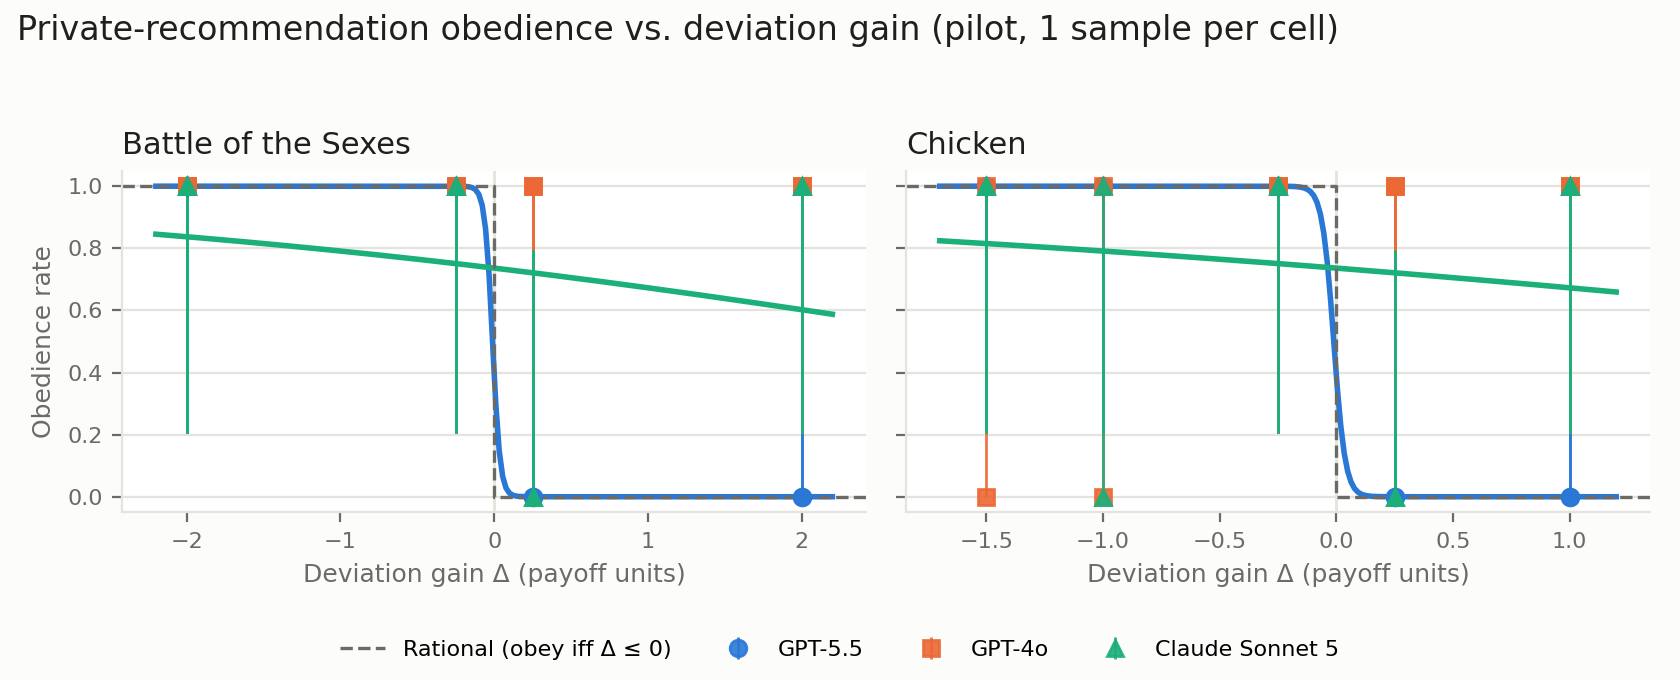 Private-recommendation obedience vs. deviation gain (pilot, 1 sample per cell)
Battle of the Sexes
Chicken
Obedience rate
1.0
0.8
0.6
0.4
0.2
0.0
−2
−1
0
1
2
−1.5
−1.0
−0.5
0.0
0.5
1.0
Deviation gain Δ (payoff units)
Deviation gain Δ (payoff units)
Rational (obey iff Δ ≤ 0)
GPT-5.5
GPT-4o
Claude Sonnet 5